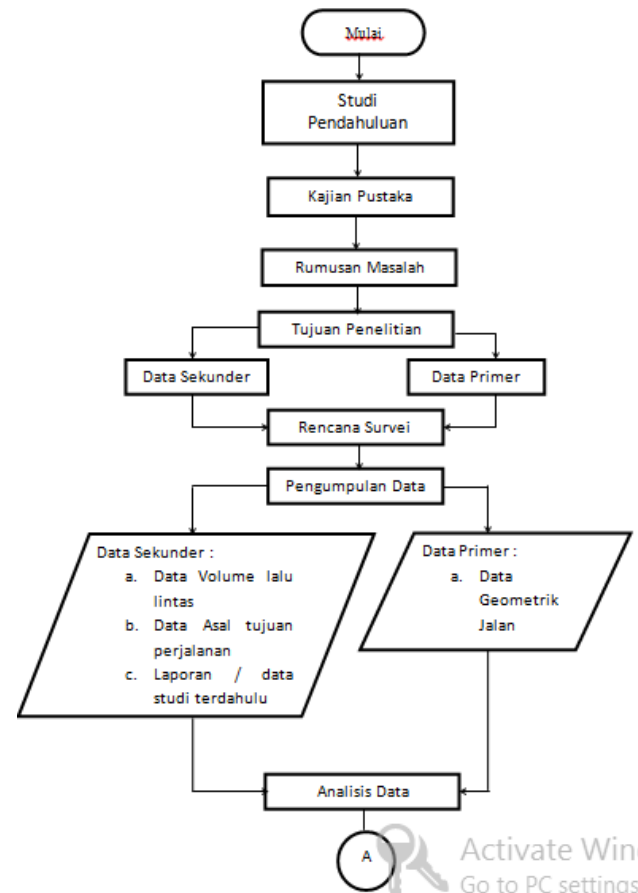 Mulai
Studi
Pendahuluan
Kajian Pustaka
Rumusan Masalah
Tujuan Penelitian
Data Sekunder
Data Primer
Rencana Survei
Pengumpulan Data
Data Sekunder :
a. Data Volume lalu
lintas
b. Data Asal tujuan
perjalanan
c. Laporan / data
studi terdahulu
Data Primer :
a. Data
Geometrik
Jalan
Analisis Data
A
Activate Win
Go to PC settings